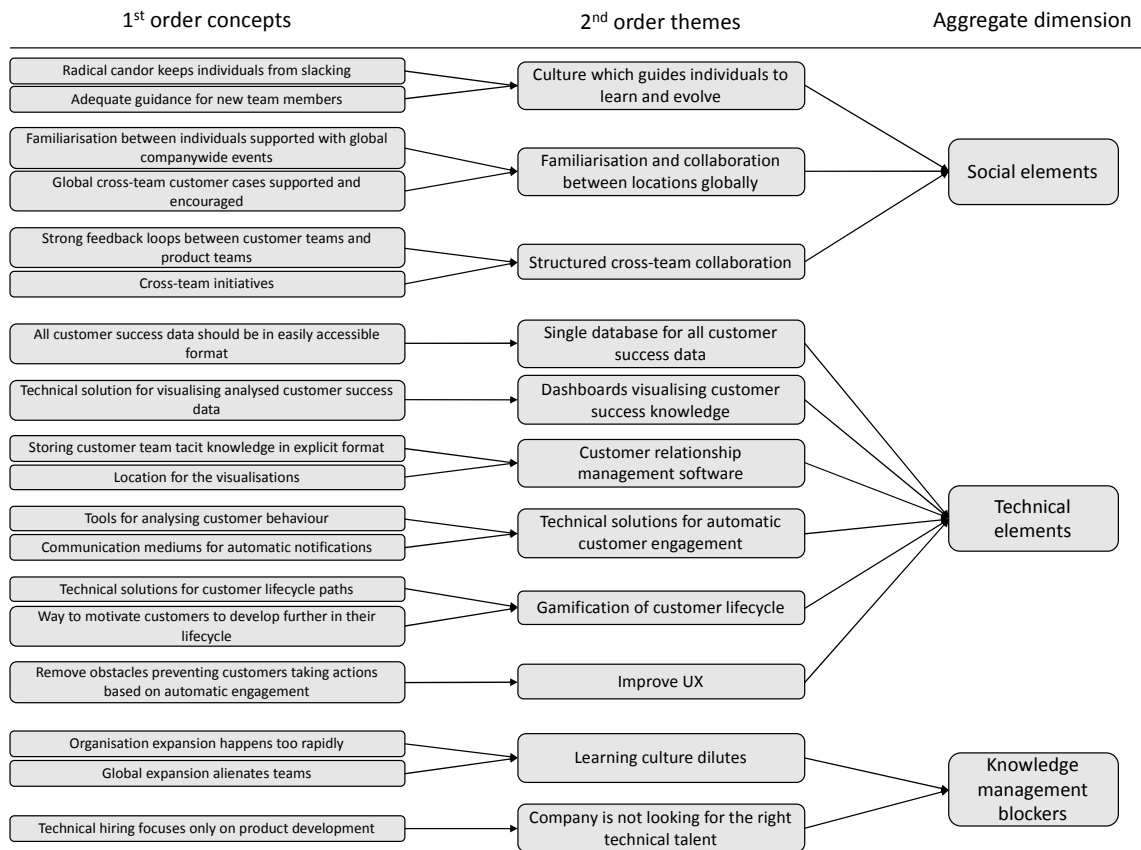 1st order concepts
2nd order themes
Aggregate dimension
Radical candor keeps individuals from slacking
Adequate guidance for new team members
Culture which guides individuals to
learn and evolve
Familiarisation between individuals supported with global
companywide events
Global cross-team customer cases supported and
encouraged
Familiarisation and collaboration
between locations globally
Strong feedback loops between customer teams and
product teams
Cross-team initiatives
Structured cross-team collaboration
Social elements
All customer success data should be in easily accessible
format
Single database for all customer
success data
Technical solution for visualising analysed customer success
data
Dashboards visualising customer
success knowledge
Storing customer team tacit knowledge in explicit format
Location for the visualisations
Customer relationship
management software
Tools for analysing customer behaviour
Communication mediums for automatic notifications
Technical solutions for automatic
customer engagement
Technical solutions for customer lifecycle paths
Way to motivate customers to develop further in their
lifecycle
Gamification of customer lifecycle
Remove obstacles preventing customers taking actions
based on automatic engagement
Improve UX
Technical
elements
Organisation expansion happens too rapidly
Global expansion alienates teams
Learning culture dilutes
Technical hiring focuses only on product development
Company is not looking for the right
technical talent
Knowledge
management
blockers